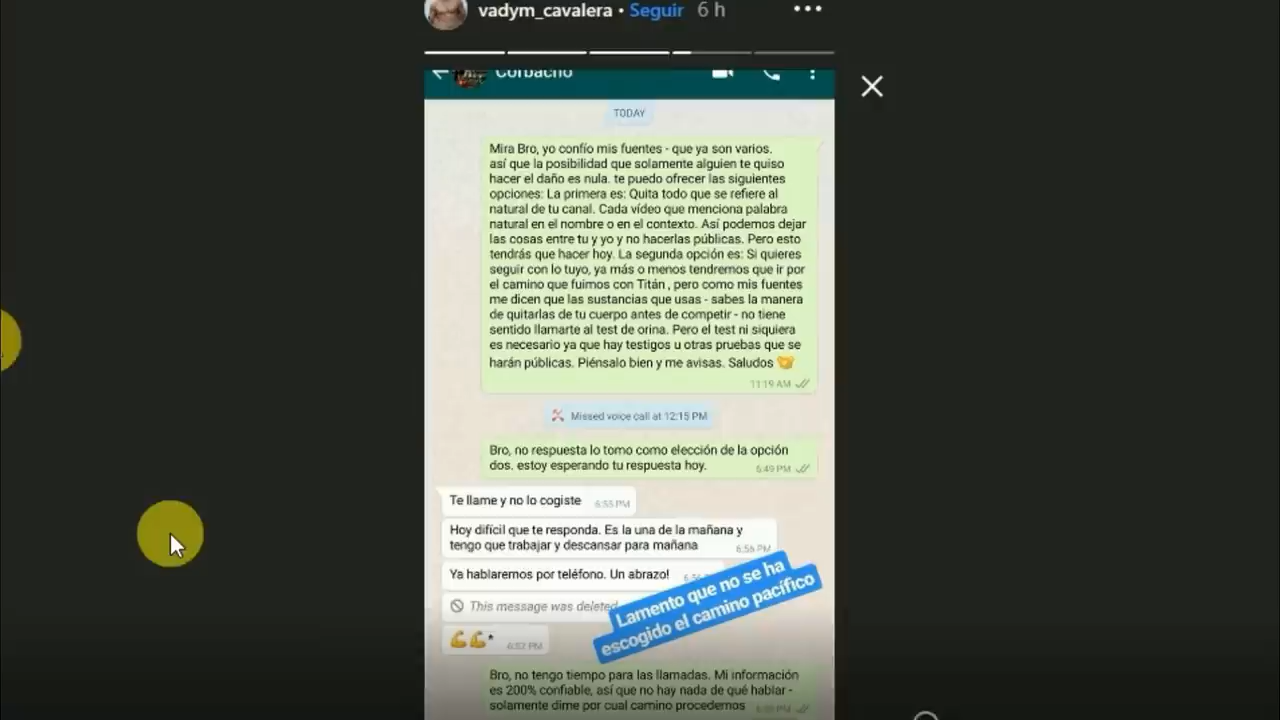 vadym_cavalera • Seguir 6 h
Corbacho
TODAY
Mira Bro, yo confío mis fuentes - que ya son varios.
así que la posibilidad que solamente alguien te quiso
hacer el daño es nula. te puedo ofrecer las siguientes
opciones: La primera es: Quita todo que se refiere al
natural de tu canal. Cada vídeo que menciona palabra
natural en el nombre o en el contexto. Así podemos dejar
las cosas entre tu y yo y no hacerlas públicas. Pero esto
tendrás que hacer hoy. La segunda opción es: Si quieres
seguir con lo tuyo, ya más o menos tendremos que ir por
el camino que fuimos con Titán , pero como mis fuentes
me dicen que las sustancias que usas - sabes la manera
de quitarlas de tu cuerpo antes de competir - no tiene
sentido llamarte al test de orina. Pero el test ni siquiera
es necesario ya que hay testigos u otras pruebas que se
harán públicas. Piénsalo bien y me avisas. Saludos
11:19 AM
Missed voice call at 12:15 PM
Bro, no respuesta lo tomo como elección de la opción
dos. estoy esperando tu respuesta hoy.
6:49 PM
Te llame y no lo cogiste 6:55 PM
Hoy difícil que te responda. Es la una de la mañana y
tengo que trabajar y descansar para mañana
6:56 PM
Ya hablaremos por teléfono. Un abrazo!
This message was deleted
Lamento que no se ha
escogido el camino pacífico
6:57 PM
Bro, no tengo tiempo para las llamadas. Mi información
es 200% confiable, así que no hay nada de qué hablar -
solamente dime por cual camino procedemos